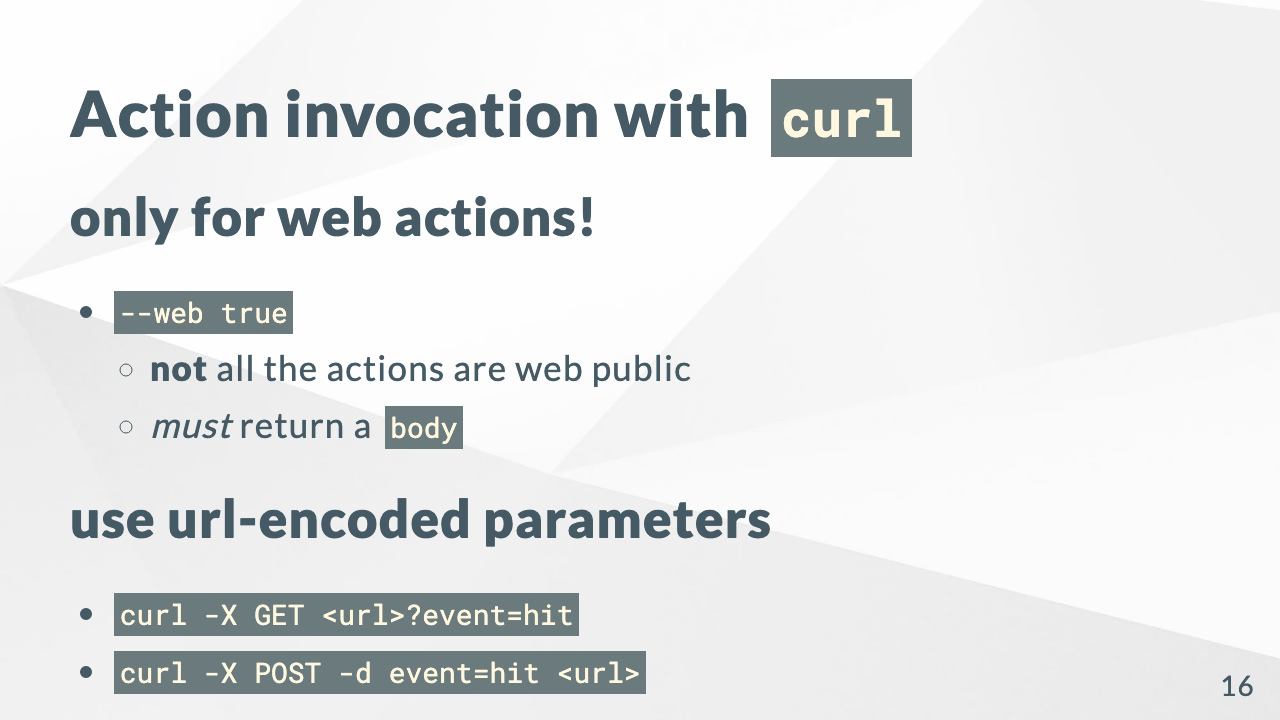 Action invocation with curl
only for web actions!
--web true
not all the actions are web public
must return a body
use url-encoded parameters
curl -X GET <url>?event=hit
curl -X POST -d event=hit <url>
16